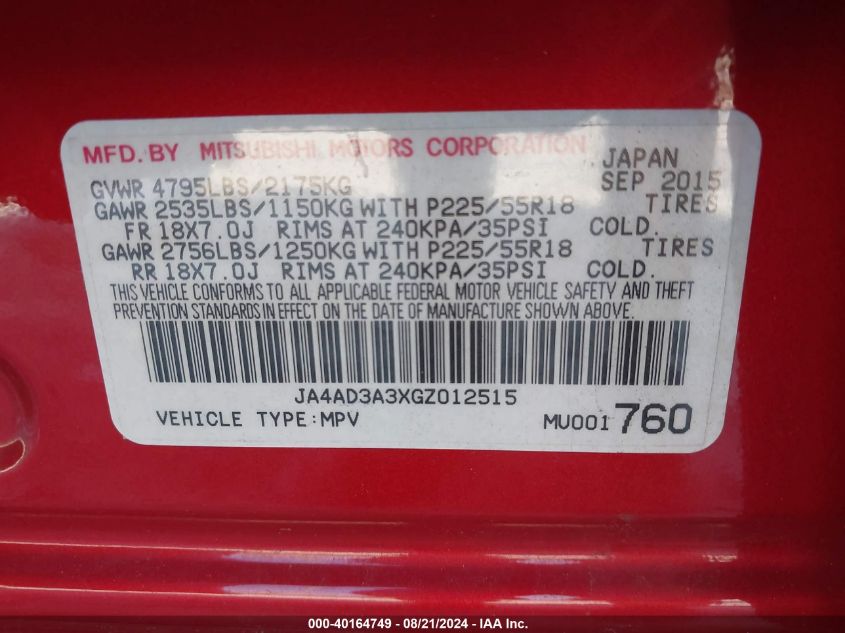 MFD. BY MITSUBISHI MOTORS CORPORATION JAPAN
GVWR 4795LBS/2175KG SEP 2015
GAWR 2535LBS/1150KG WITH P225/55R18 TIRES
FR 18X7.0J RIMS AT 240KPA/35PSI COLD.
GAWR 2756LBS/1250KG WITH P225/55R18 TIRES
RR 18X7.0J RIMS AT 240KPA/35PSI COLD.
THIS VEHICLE CONFORMS TO ALL APPLICABLE FEDERAL MOTOR VEHICLE SAFETY AND THEFT
PREVENTION STANDARDS IN EFFECT ON THE DATE OF MANUFACTURE SHOWN ABOVE.
JA4AD3A3XGZ012515
VEHICLE TYPE:MPV MU001760
000-40164749 - 08/21/2024 - IAA Inc.